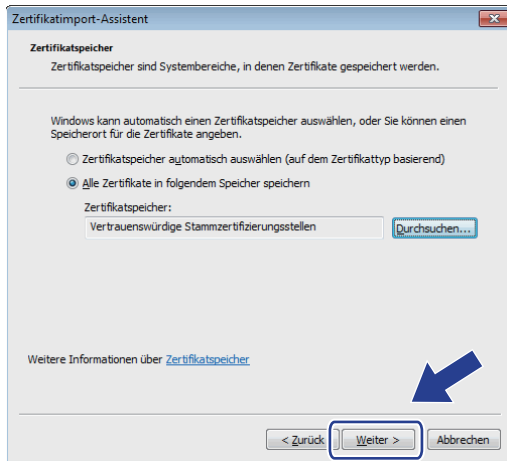 Zertifikatimport-Assistent
Zertifikatspeicher
Zertifikatspeicher sind Systembereiche, in denen Zertifikate gespeichert werden.
Windows kann automatisch einen Zertifikatspeicher auswählen, oder Sie können einen
Speicherort für die Zertifikate angeben.
Zertifikatspeicher automatisch auswählen (auf dem Zertifikattyp basierend)
Alle Zertifikate in folgendem Speicher speichern
Zertifikatspeicher:
Vertrauenswürdige Stammzertifizierungsstellen Durchsuchen...
Weitere Informationen über Zertifikatspeicher
< Zurück Weiter > Abbrechen